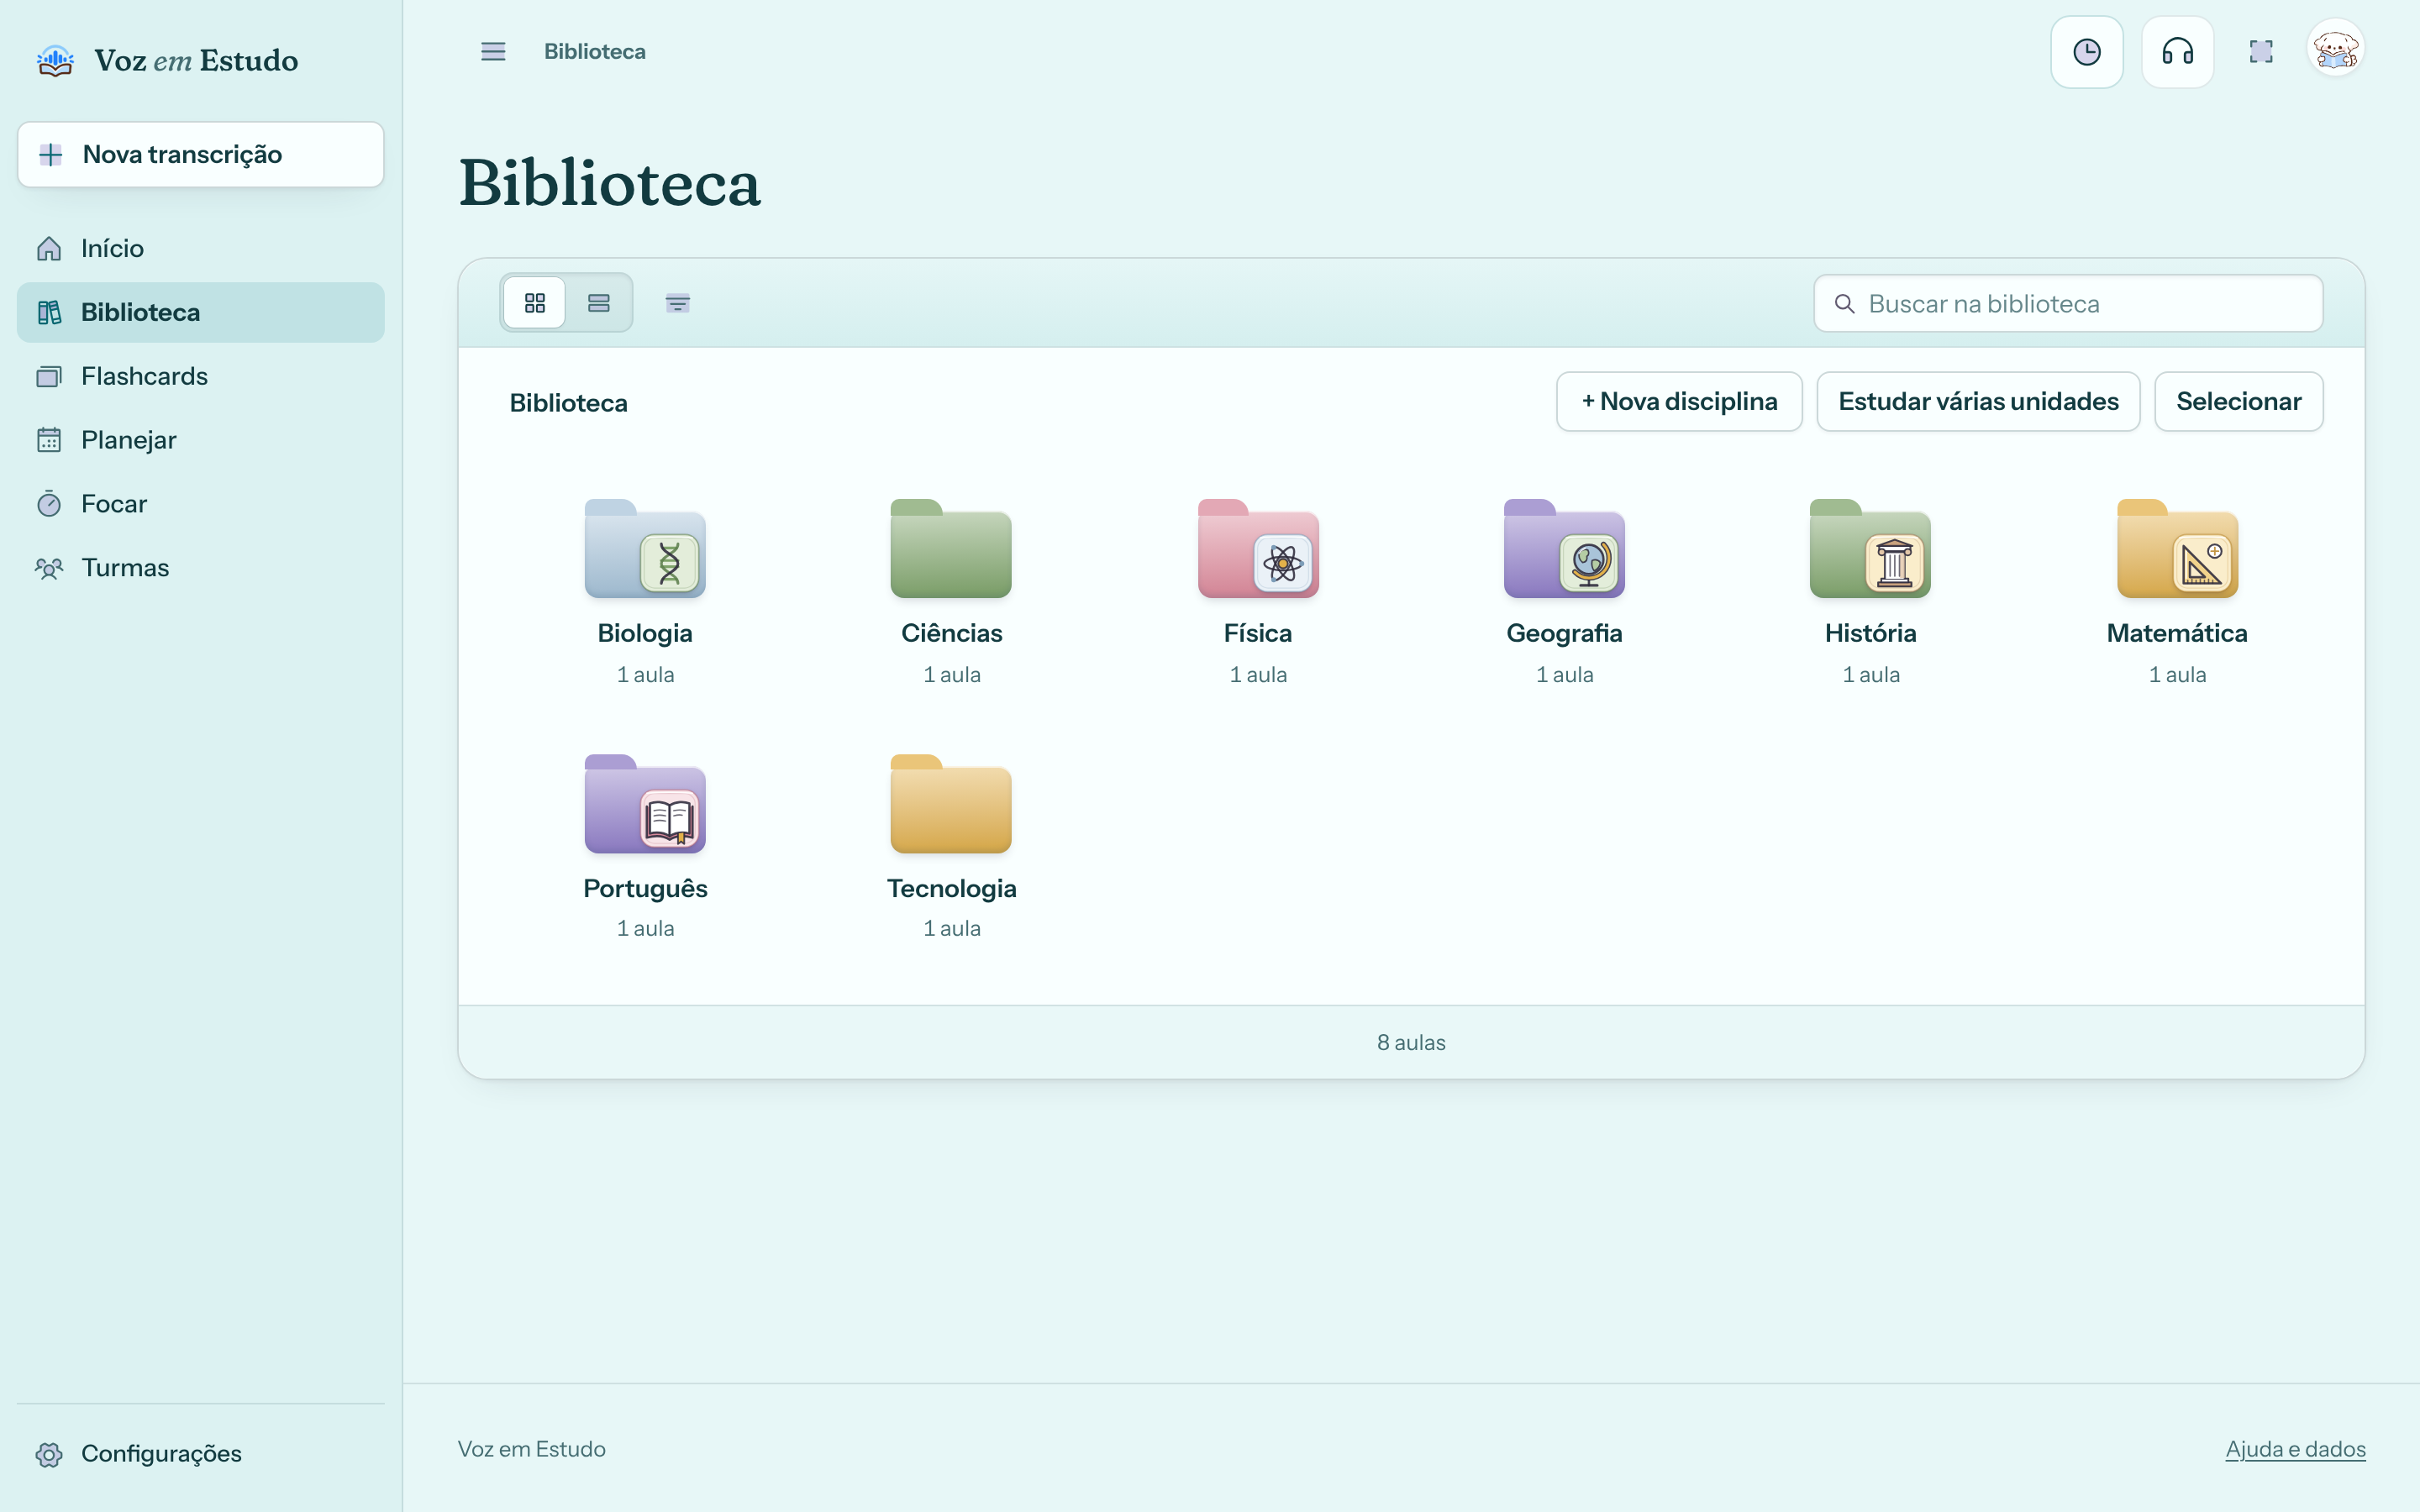 Voz em Estudo
Nova transcrição
Início
Biblioteca
Flashcards
Planejar
Focar
Turmas
Configurações
Biblioteca
Biblioteca
Buscar na biblioteca
Biblioteca
+ Nova disciplina
Estudar várias unidades
Selecionar
Biologia
1 aula
Ciências
1 aula
Física
1 aula
Geografia
1 aula
História
1 aula
Matemática
1 aula
Português
1 aula
Tecnologia
1 aula
8 aulas
Voz em Estudo
Ajuda e dados